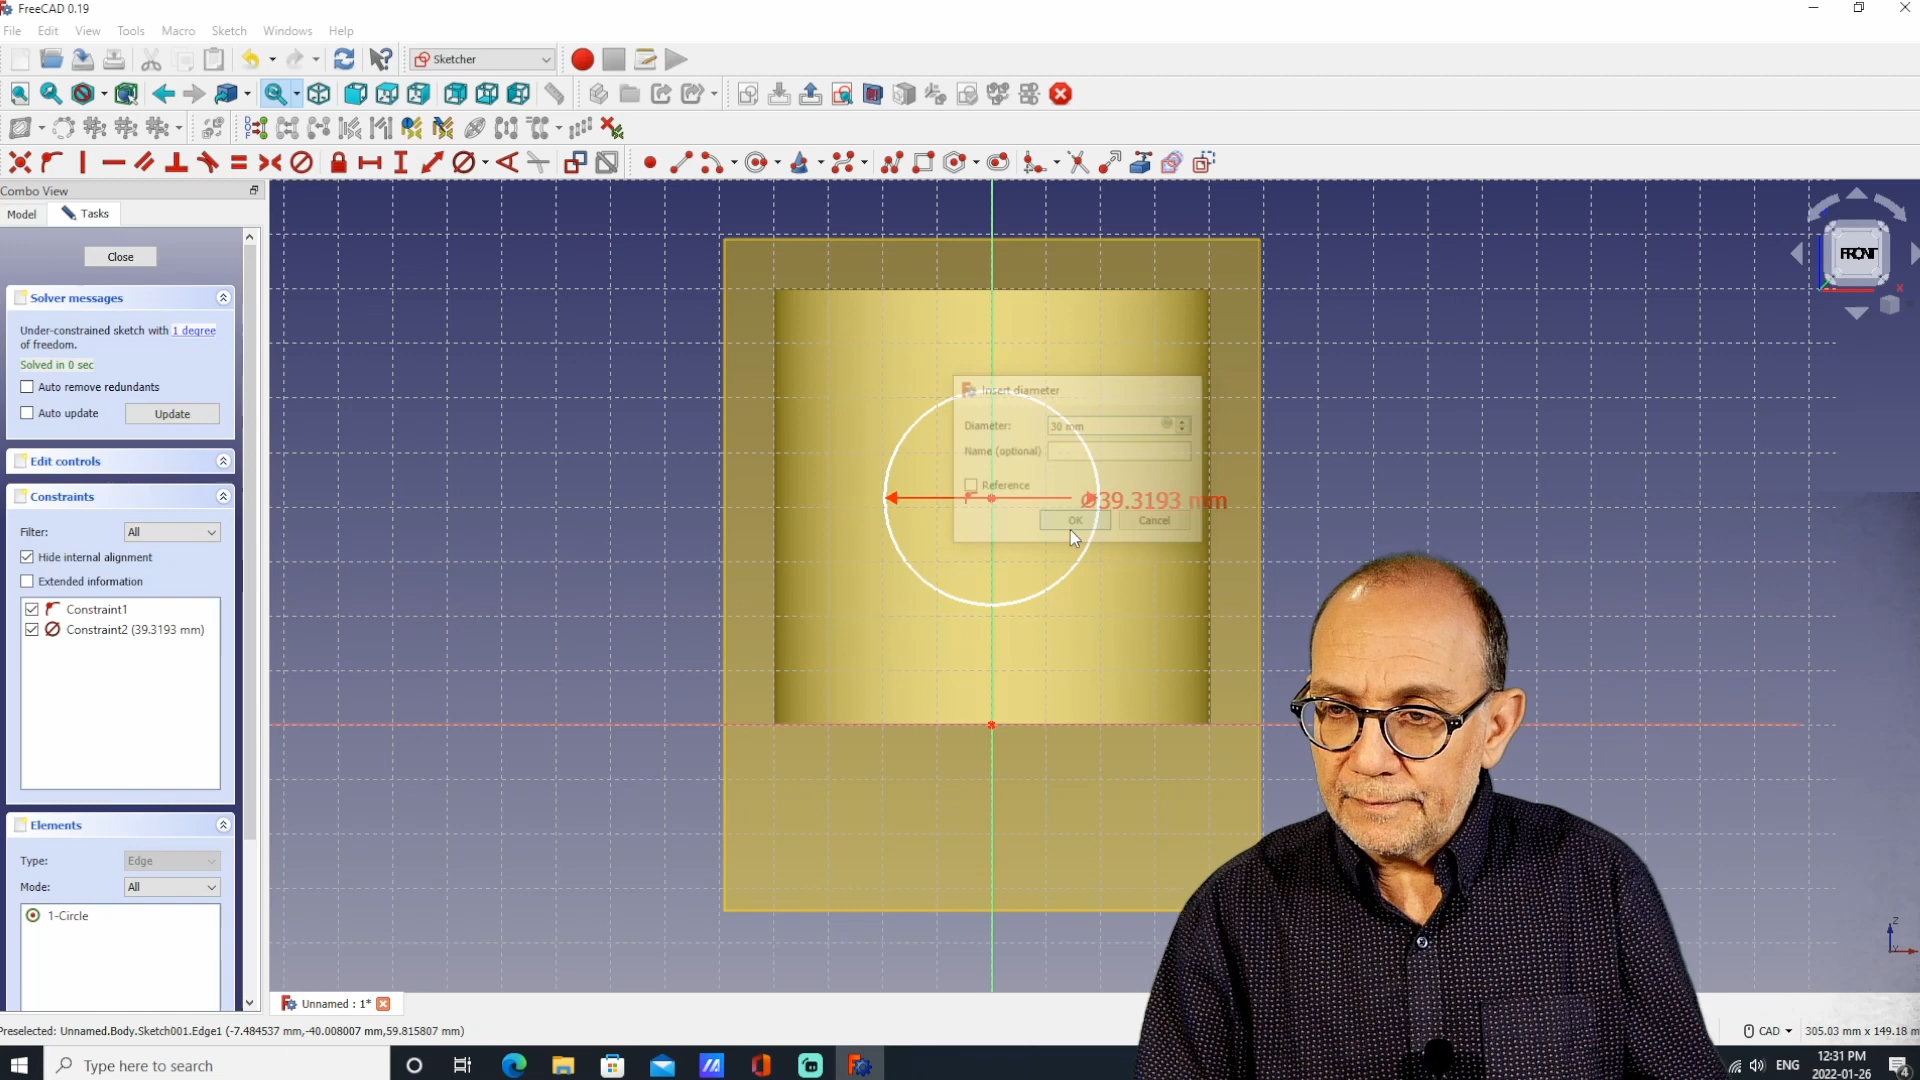 FreeCAD 0.19
File Edit View Tools Macro Sketch Windows Help
Sketcher
Combo View
Model Tasks
Close
Solver messages
Under-constrained sketch with 1 degree
of freedom.
Solved in 0 sec
Auto remove redundants
Auto update Update
Edit controls
Constraints
Filter: All
Hide internal alignment
Extended information
Constraint1
Constraint2 (39.3193 mm)
Elements
Type: Edge
Mode: All
1-Circle
Insert diameter
Diameter: 30 mm
Name (optional)
Reference
⌀39.3193 mm
OK Cancel
FRONT
X
Z
Unnamed : 1*
Preselected: Unnamed.Body.Sketch001.Edge1 (-7.484537 mm,-40.008007 mm,59.815807 mm)
CAD 305.03 mm x 149.18 m
Type here to search
ENG
12:31 PM
2022-01-26
4